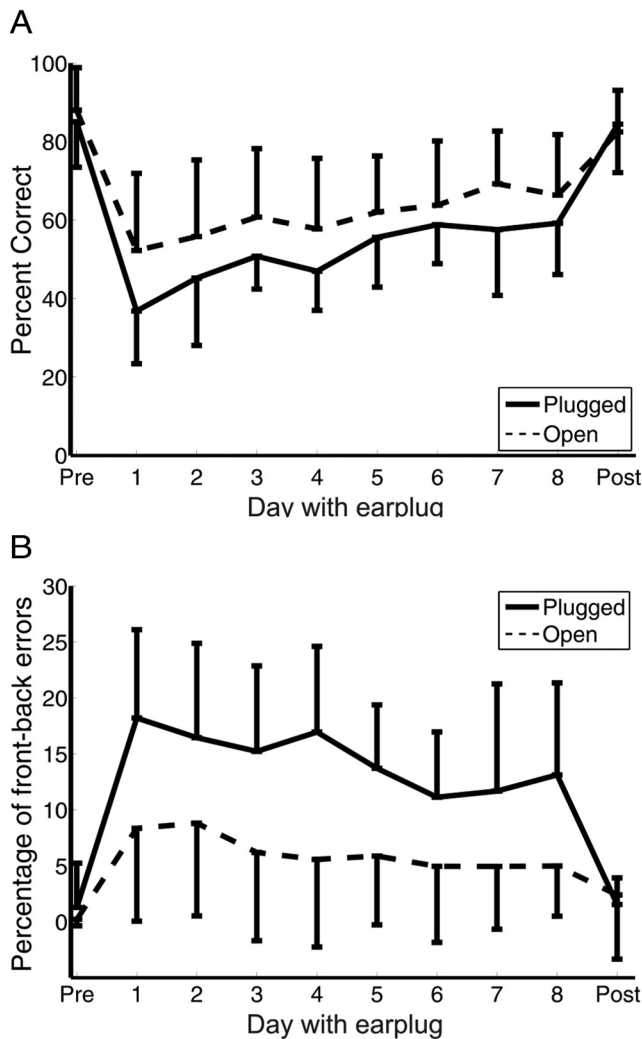 A
100
80
60
40
20
0
Percent Correct
Plugged
Open
Pre 1 2 3 4 5 6 7 8 Post
Day with earplug
B
30
25
20
15
10
5
0
Percentage of front-back errors
Plugged
Open
Pre 1 2 3 4 5 6 7 8 Post
Day with earplug